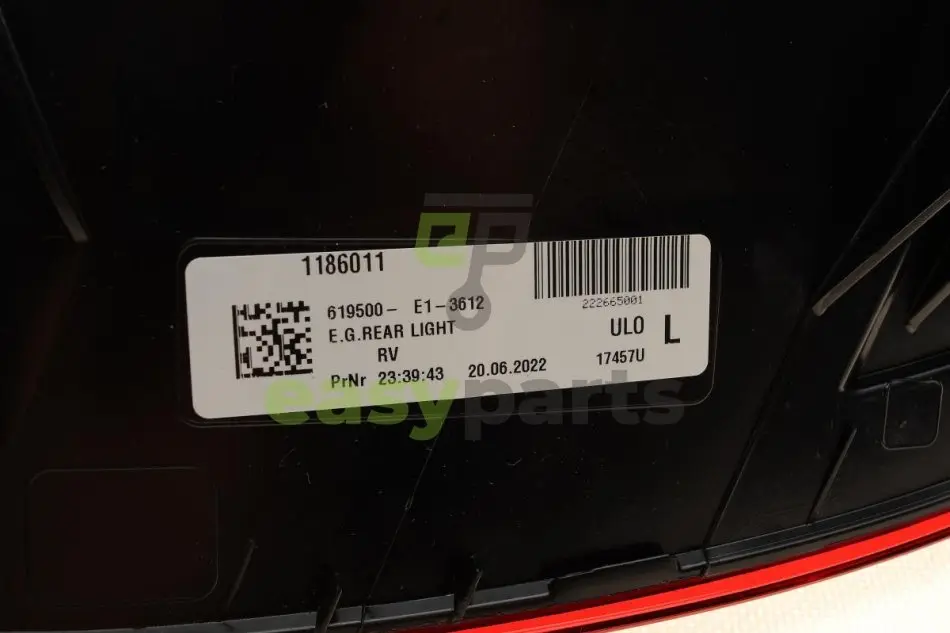 1186011
619500- E1-3612
E.G.REAR LIGHT
RV
PrNr 23:39:43 20.06.2022
222665001
ULO L
17457U
easyparts